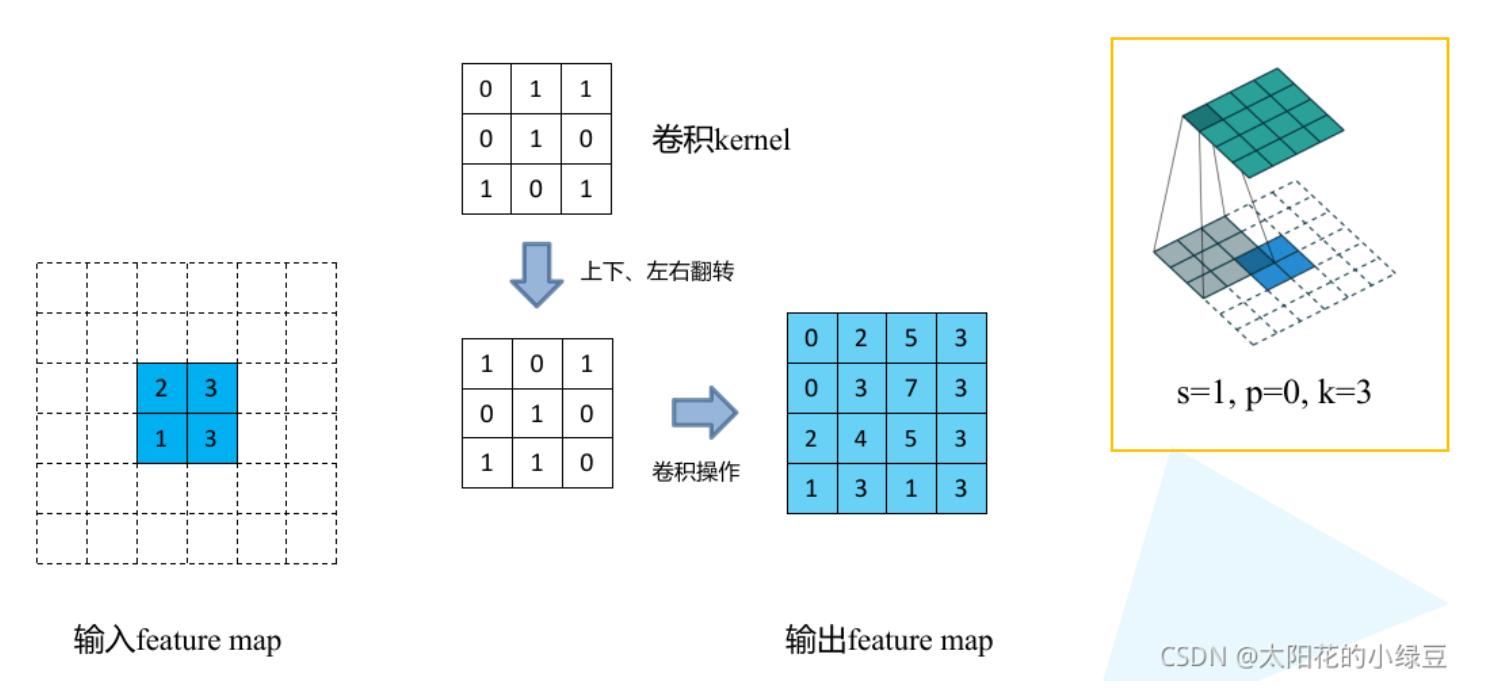 0 1 1
0 1 0
1 0 1
卷积kernel
上下、左右翻转
2 3
1 3
1 0 1
0 1 0
1 1 0
卷积操作
0 2 5 3
0 3 7 3
2 4 5 3
1 3 1 3
s=1, p=0, k=3
输入feature map
输出feature map
CSDN @太阳花的小绿豆